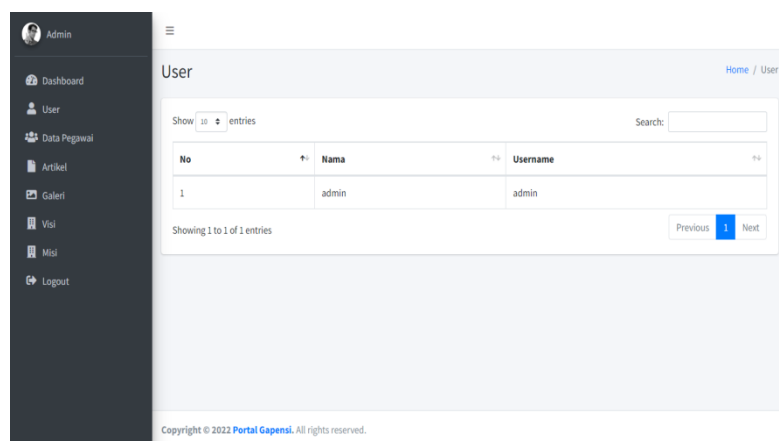 Admin
Dashboard
User
Data Pegawai
Artikel
Galeri
Visi
Misi
Logout
User
Home / User
Show 10 entries
Search:
No Nama Username
1 admin admin
Showing 1 to 1 of 1 entries
Previous 1 Next
Copyright © 2022 Portal Gapensi. All rights reserved.